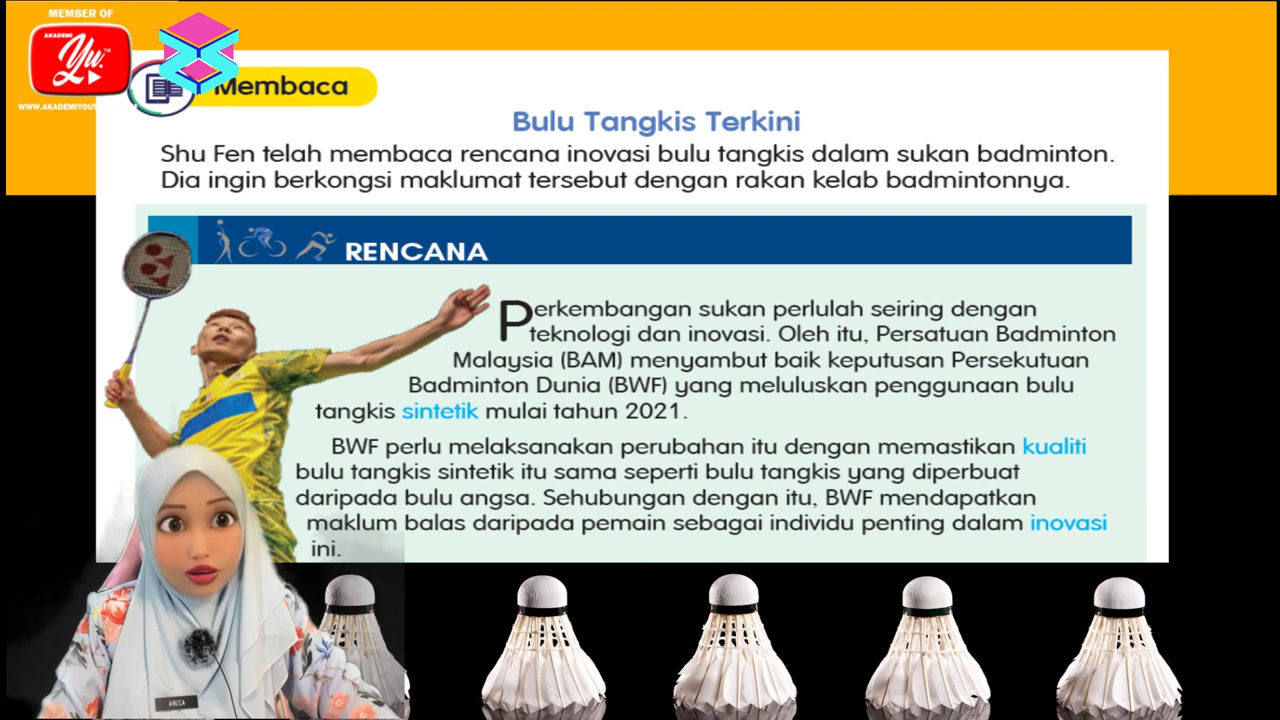 MEMBER OF
AKADEMI
Yu.
TM
Membaca
Bulu Tangkis Terkini
Shu Fen telah membaca rencana inovasi bulu tangkis dalam sukan badminton.
Dia ingin berkongsi maklumat tersebut dengan rakan kelab badmintonnya.
RENCANA
Perkembangan sukan perlulah seiring dengan
teknologi dan inovasi. Oleh itu, Persatuan Badminton
Malaysia (BAM) menyambut baik keputusan Persekutuan
Badminton Dunia (BWF) yang meluluskan penggunaan bulu
tangkis sintetik mulai tahun 2021.
BWF perlu melaksanakan perubahan itu dengan memastikan kualiti
bulu tangkis sintetik itu sama seperti bulu tangkis yang diperbuat
daripada bulu angsa. Sehubungan dengan itu, BWF mendapatkan
maklum balas daripada pemain sebagai individu penting dalam inovasi
ini.